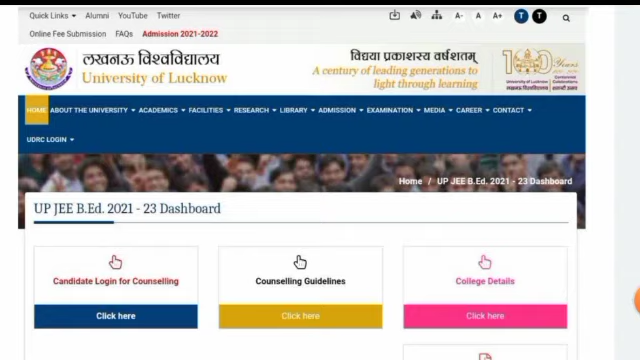 Quick Links Alumni YouTube Twitter
A- A A+ T T
Online Fee Submission FAQs Admission 2021-2022
लखनऊ विश्वविद्यालय
University of Lucknow
विद्यया प्रकाशस्य वर्षशतम्
A century of leading generations to
light through learning
Years
HOME ABOUT THE UNIVERSITY ACADEMICS FACILITIES RESEARCH LIBRARY ADMISSION EXAMINATION MEDIA CAREER CONTACT
UDRC LOGIN
Home / UP JEE B.Ed. 2021 - 23 Dashboard
UP JEE B.Ed. 2021 - 23 Dashboard
Candidate Login for Counselling
Click here
Counselling Guidelines
Click here
College Details
Click here